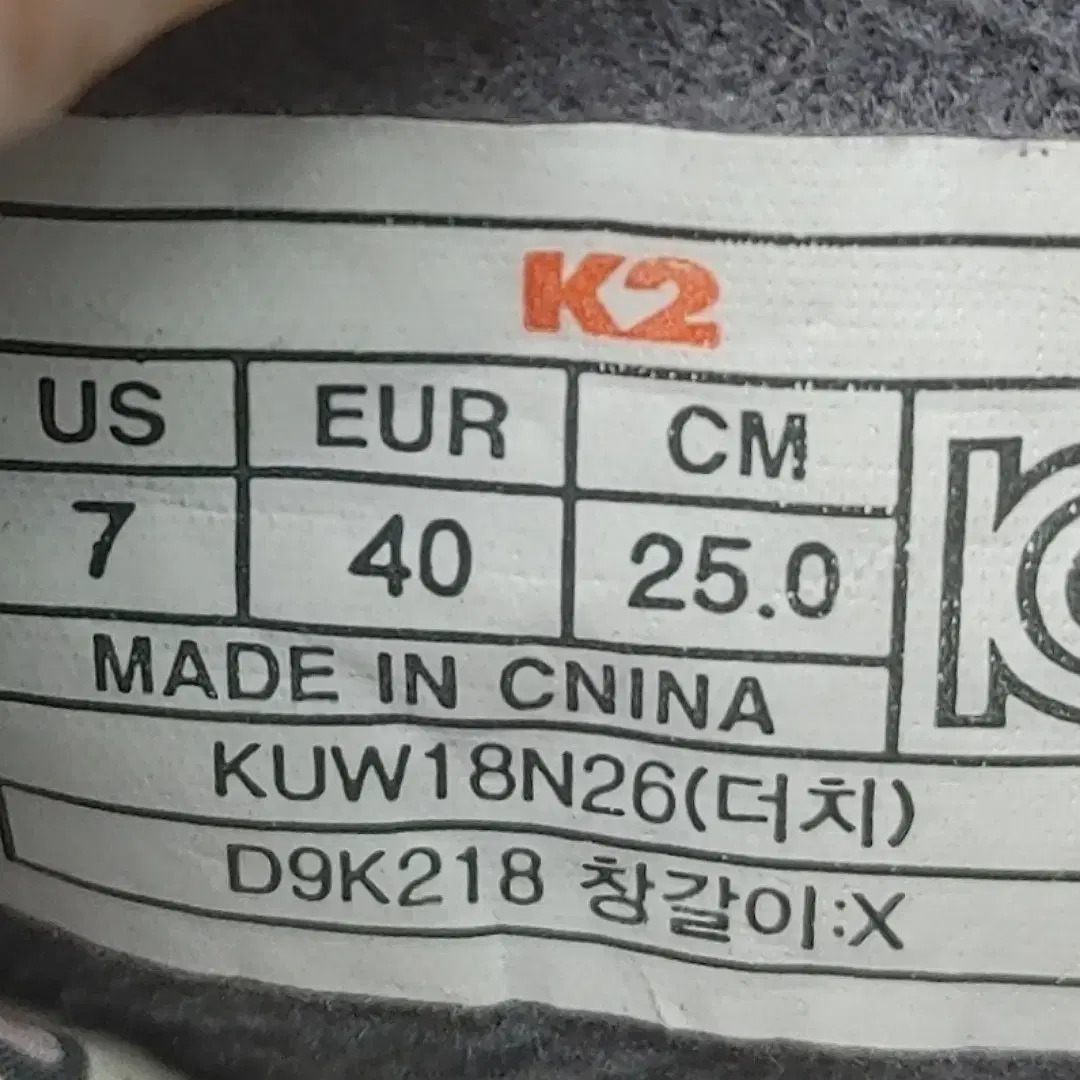 K2
US EUR CM
7 40 25.0
MADE IN CNINA
KUW18N26(더치)
D9K218 창갈이:X